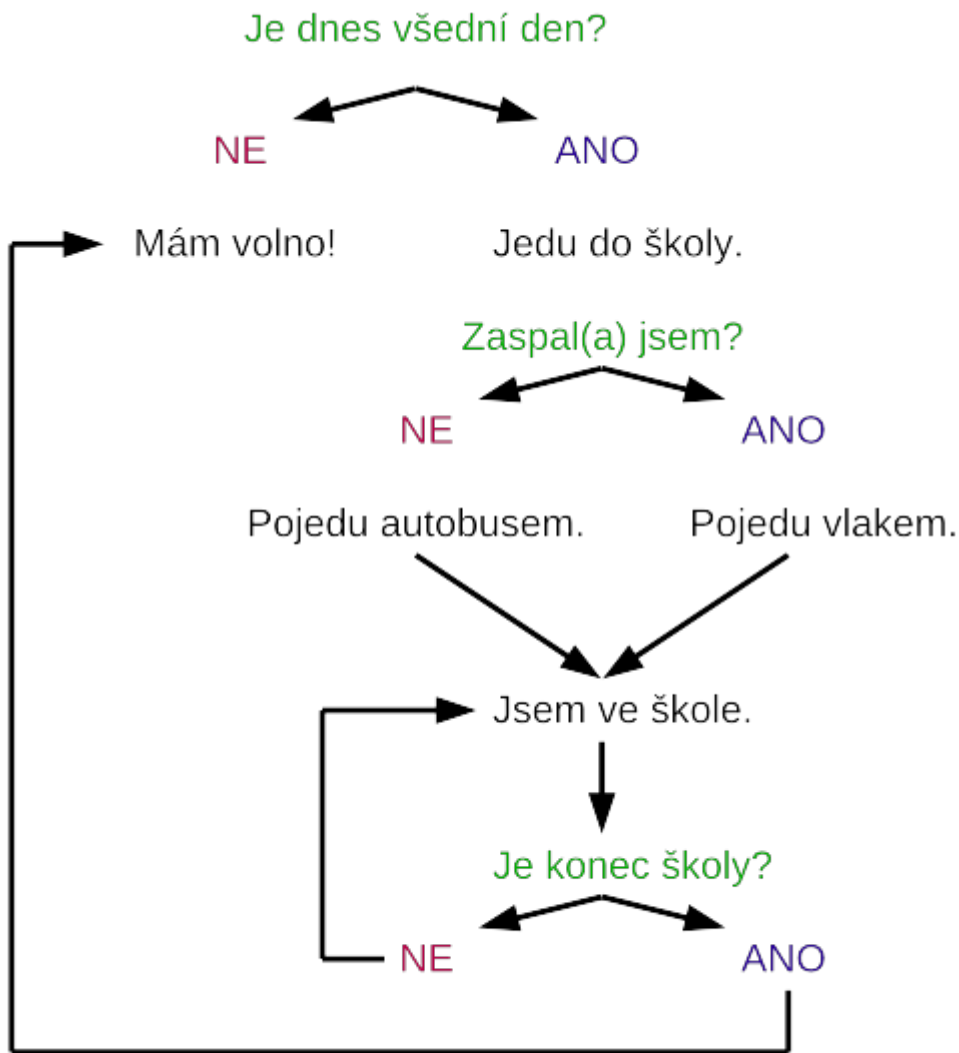 Je dnes všední den?
NE ANO
Mám volno! Jedu do školy.
Zaspal(a) jsem?
NE ANO
Pojedu autobusem. Pojedu vlakem.
Jsem ve škole.
Je konec školy?
NE ANO